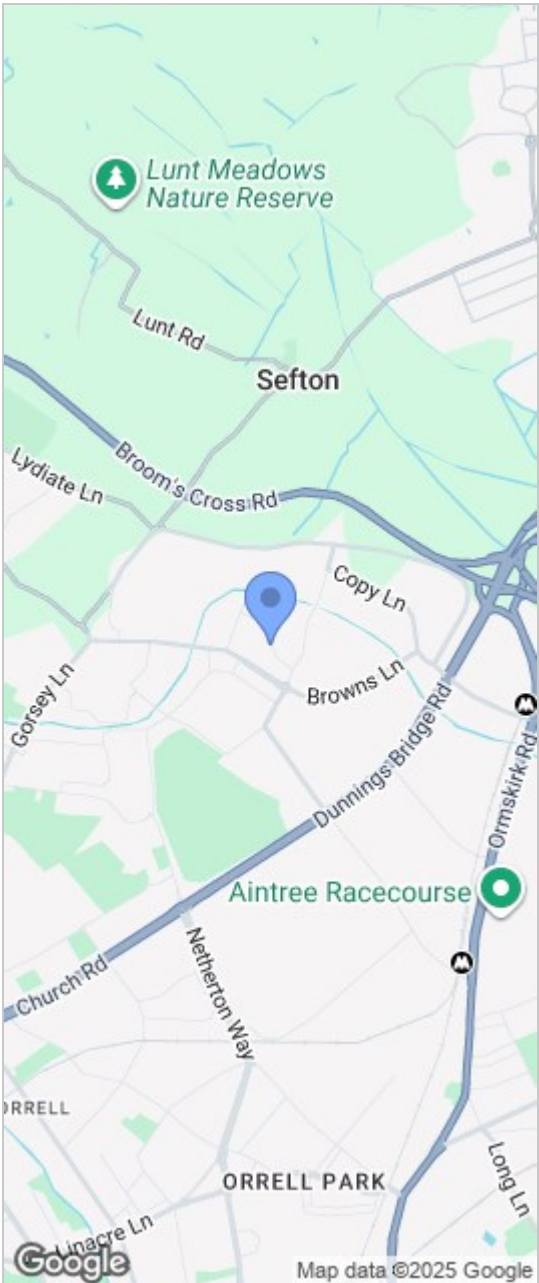 Lunt Meadows
Nature Reserve
Lunt Rd
Sefton
Broom's Cross Rd
Lydiate Ln
Copy Ln
Gorsey Ln
Browns Ln
Dunnings Bridge Rd
Ormskirk Rd
Aintree Racecourse
Church Rd
Netherton Way
ORRELL
ORRELL PARK
Long Ln
Linacre Ln
Google
Map data ©2025 Google